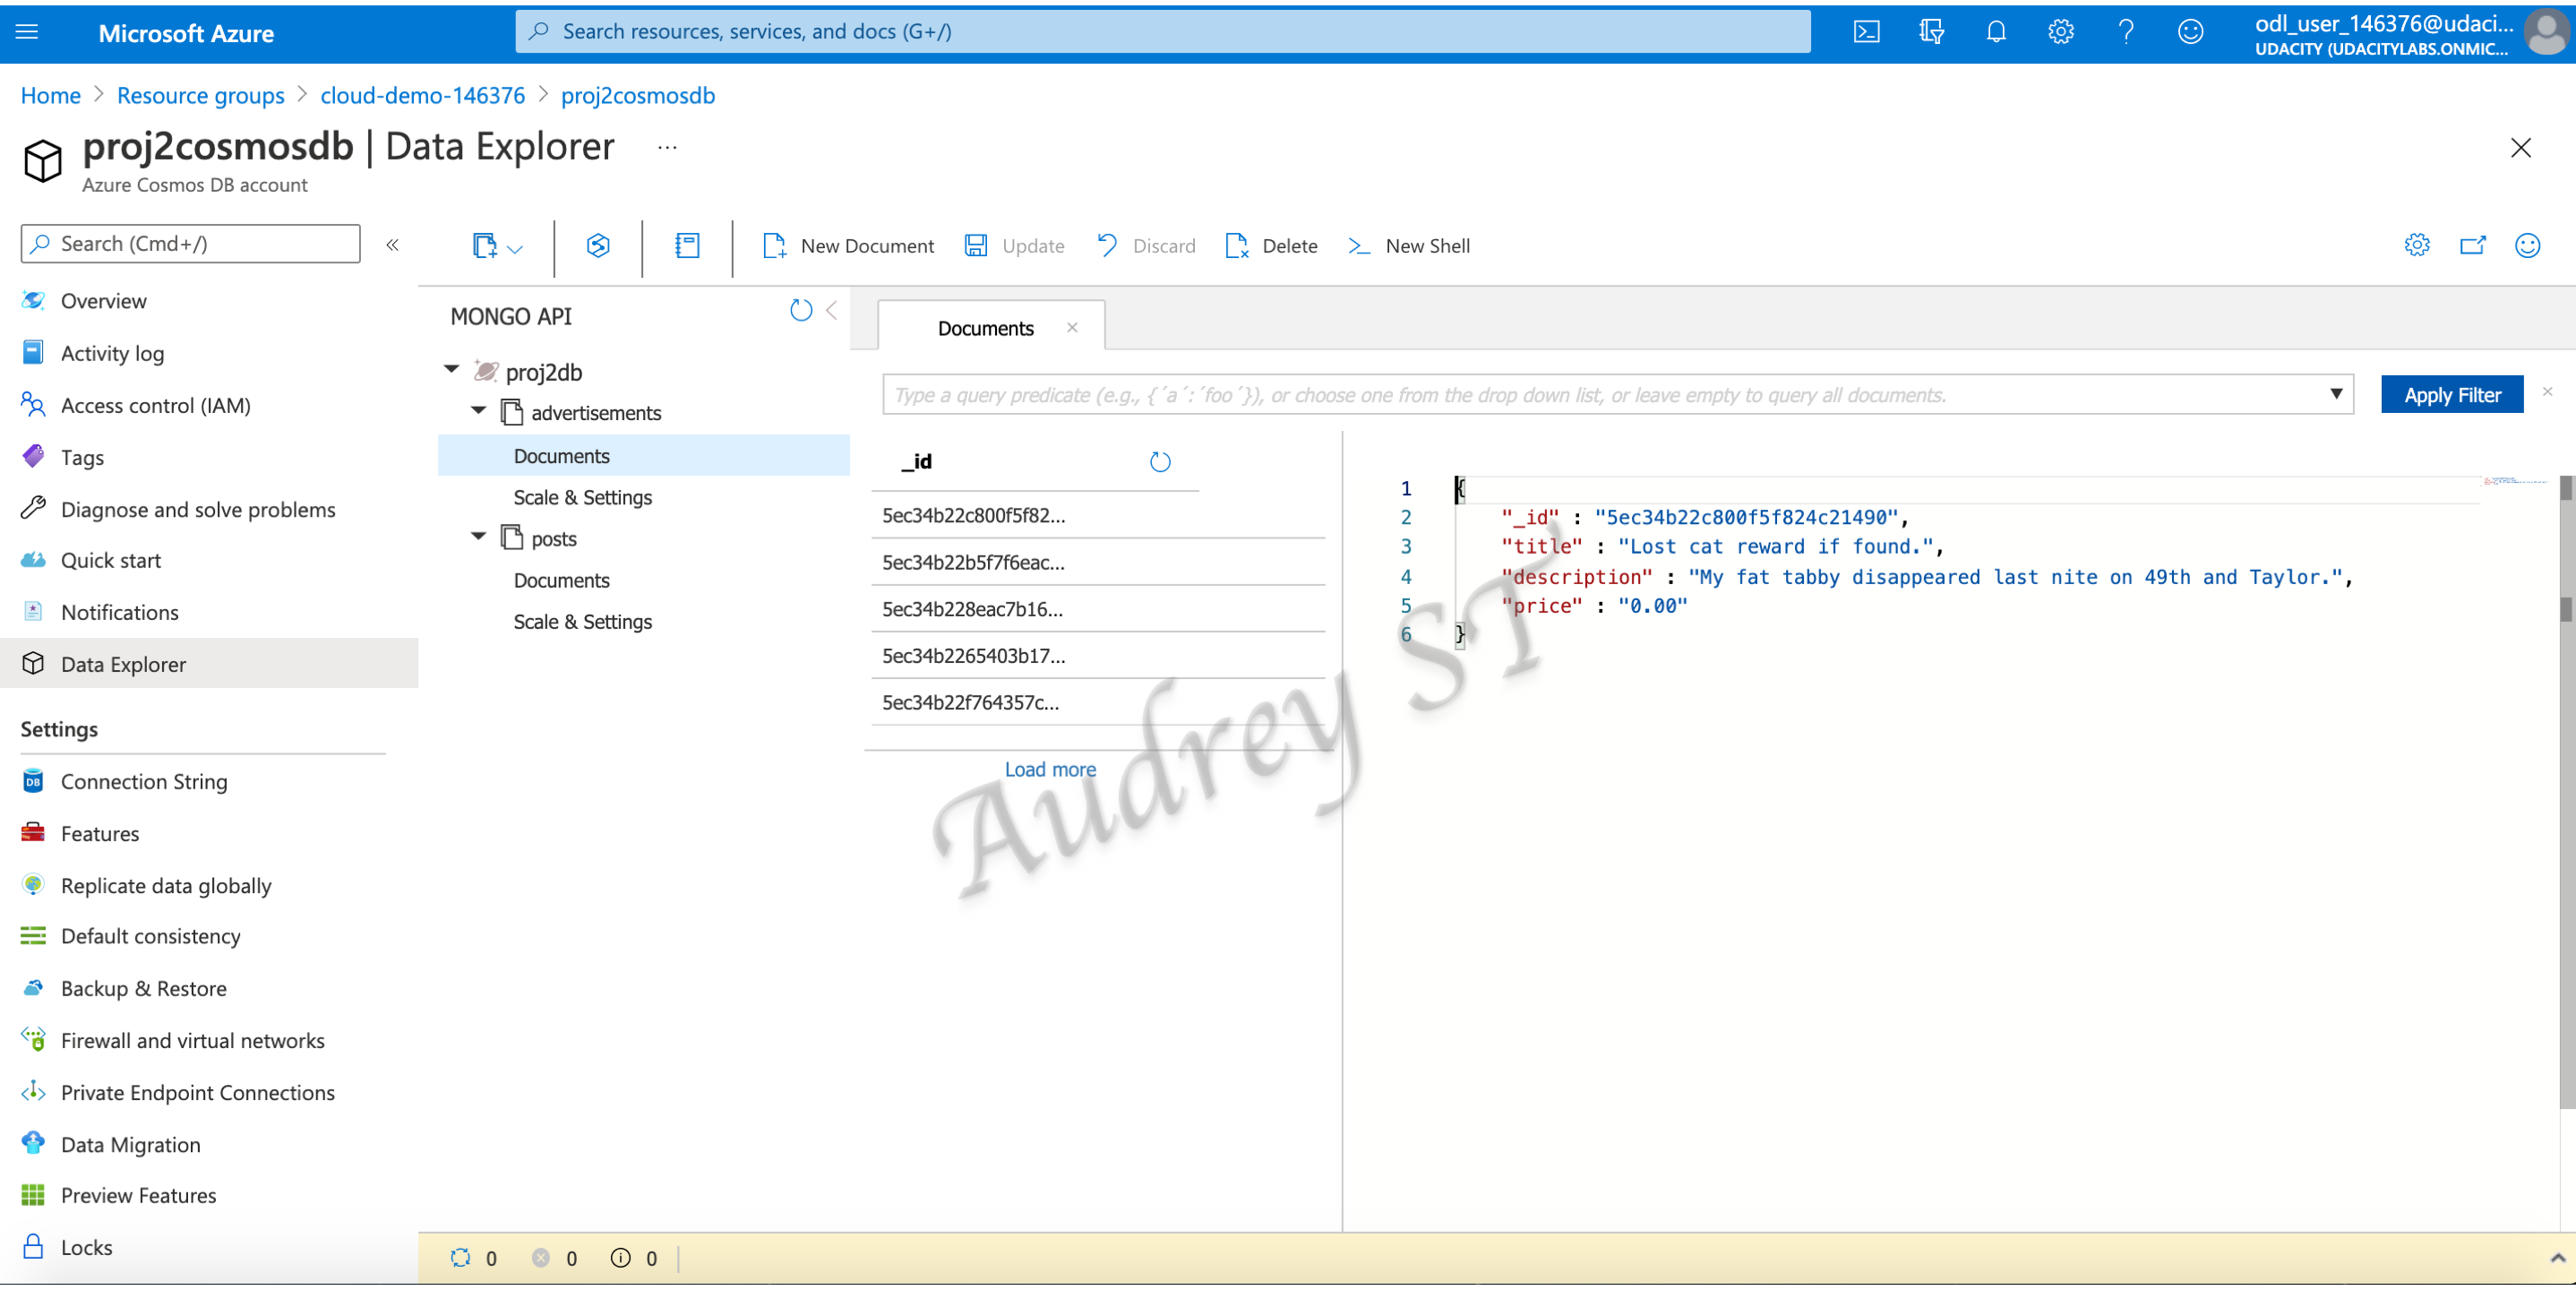 Microsoft Azure
Search resources, services, and docs (G+/)
odl_user_146376@udaci...
UDACITY (UDACITYLABS.ONMIC...
Home > Resource groups > cloud-demo-146376 > proj2cosmosdb
proj2cosmosdb | Data Explorer ...
Azure Cosmos DB account
Search (Cmd+/)
«
Overview
Activity log
Access control (IAM)
Tags
Diagnose and solve problems
Quick start
Notifications
Data Explorer
Settings
Connection String
Features
Replicate data globally
Default consistency
Backup & Restore
Firewall and virtual networks
Private Endpoint Connections
Data Migration
Preview Features
Locks
New Document
Update
Discard
Delete
New Shell
MONGO API
proj2db
advertisements
Documents
Scale & Settings
posts
Documents
Scale & Settings
Documents
Type a query predicate (e.g., {´a´:´foo´}), or choose one from the drop down list, or leave empty to query all documents.
Apply Filter
_id
5ec34b22c800f5f82...
5ec34b22b5f7f6eac...
5ec34b228eac7b16...
5ec34b2265403b17...
5ec34b22f764357c...
Load more
1 {
2 "_id" : "5ec34b22c800f5f824c21490",
3 "title" : "Lost cat reward if found.",
4 "description" : "My fat tabby disappeared last nite on 49th and Taylor.",
5 "price" : "0.00"
6 }
Audrey ST
0 0 0